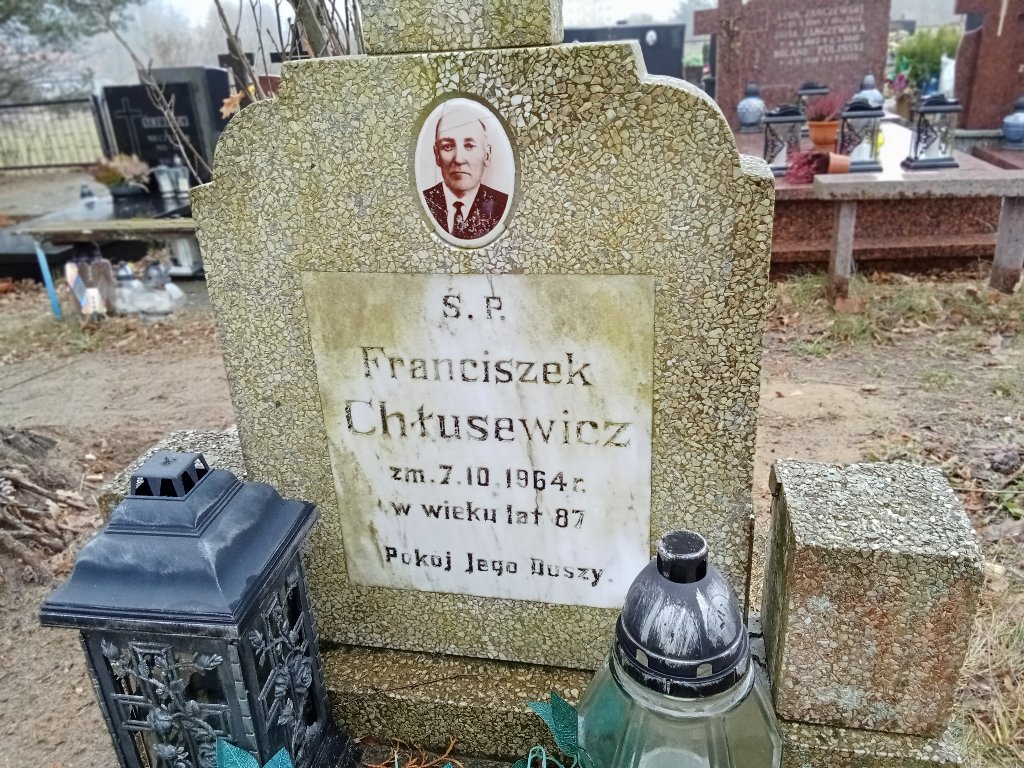 Ś. P.
Franciszek
Chłusewicz
zm. 7.10.1964 r.
w wieku lat 87
Pokój Jego Duszy.